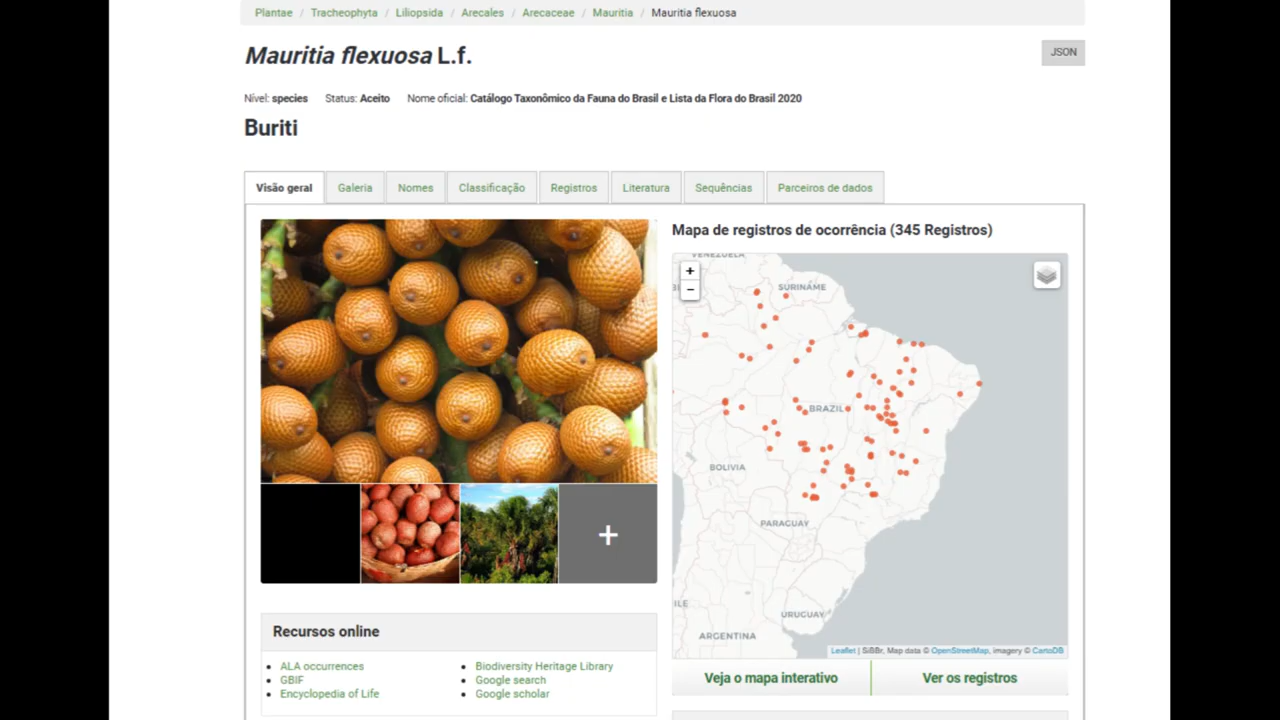 Plantae / Tracheophyta / Liliopsida / Arecales / Arecaceae / Mauritia / Mauritia flexuosa
Mauritia flexuosa L.f.
JSON
Nível: species Status: Aceito Nome oficial: Catálogo Taxonômico da Fauna do Brasil e Lista da Flora do Brasil 2020
Buriti
Visão geral Galeria Nomes Classificação Registros Literatura Sequências Parceiros de dados
Mapa de registros de ocorrência (345 Registros)
VENEZUELA
+
−
SURINAME
BRAZIL
BOLIVIA
PARAGUAY
ILE
URUGUAY
ARGENTINA
Leaflet | SiBBr, Map data © OpenStreetMap, imagery © CartoDB
+
Veja o mapa interativo Ver os registros
Recursos online
ALA occurrences
GBIF
Encyclopedia of Life
Biodiversity Heritage Library
Google search
Google scholar